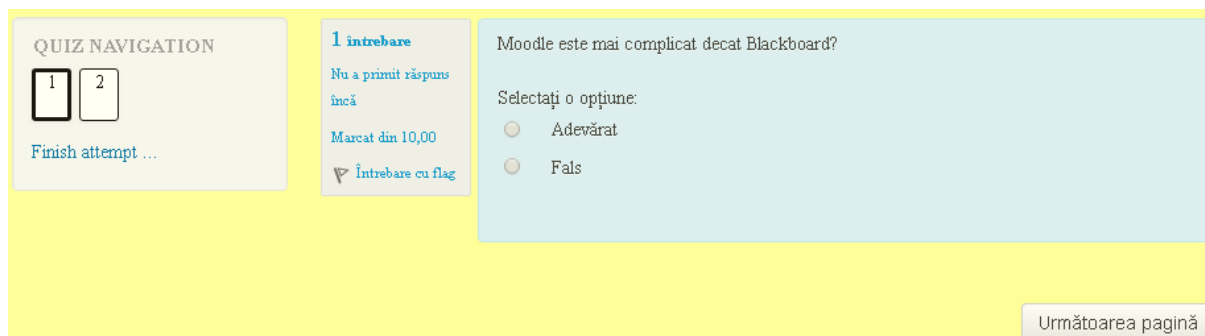 QUIZ NAVIGATION
1 2
Finish attempt ...
1 întrebare
Nu a primit răspuns
încă
Marcat din 10,00
Întrebare cu flag
Moodle este mai complicat decat Blackboard?
Selectați o opțiune:
Adevărat
Fals
Următoarea pagină